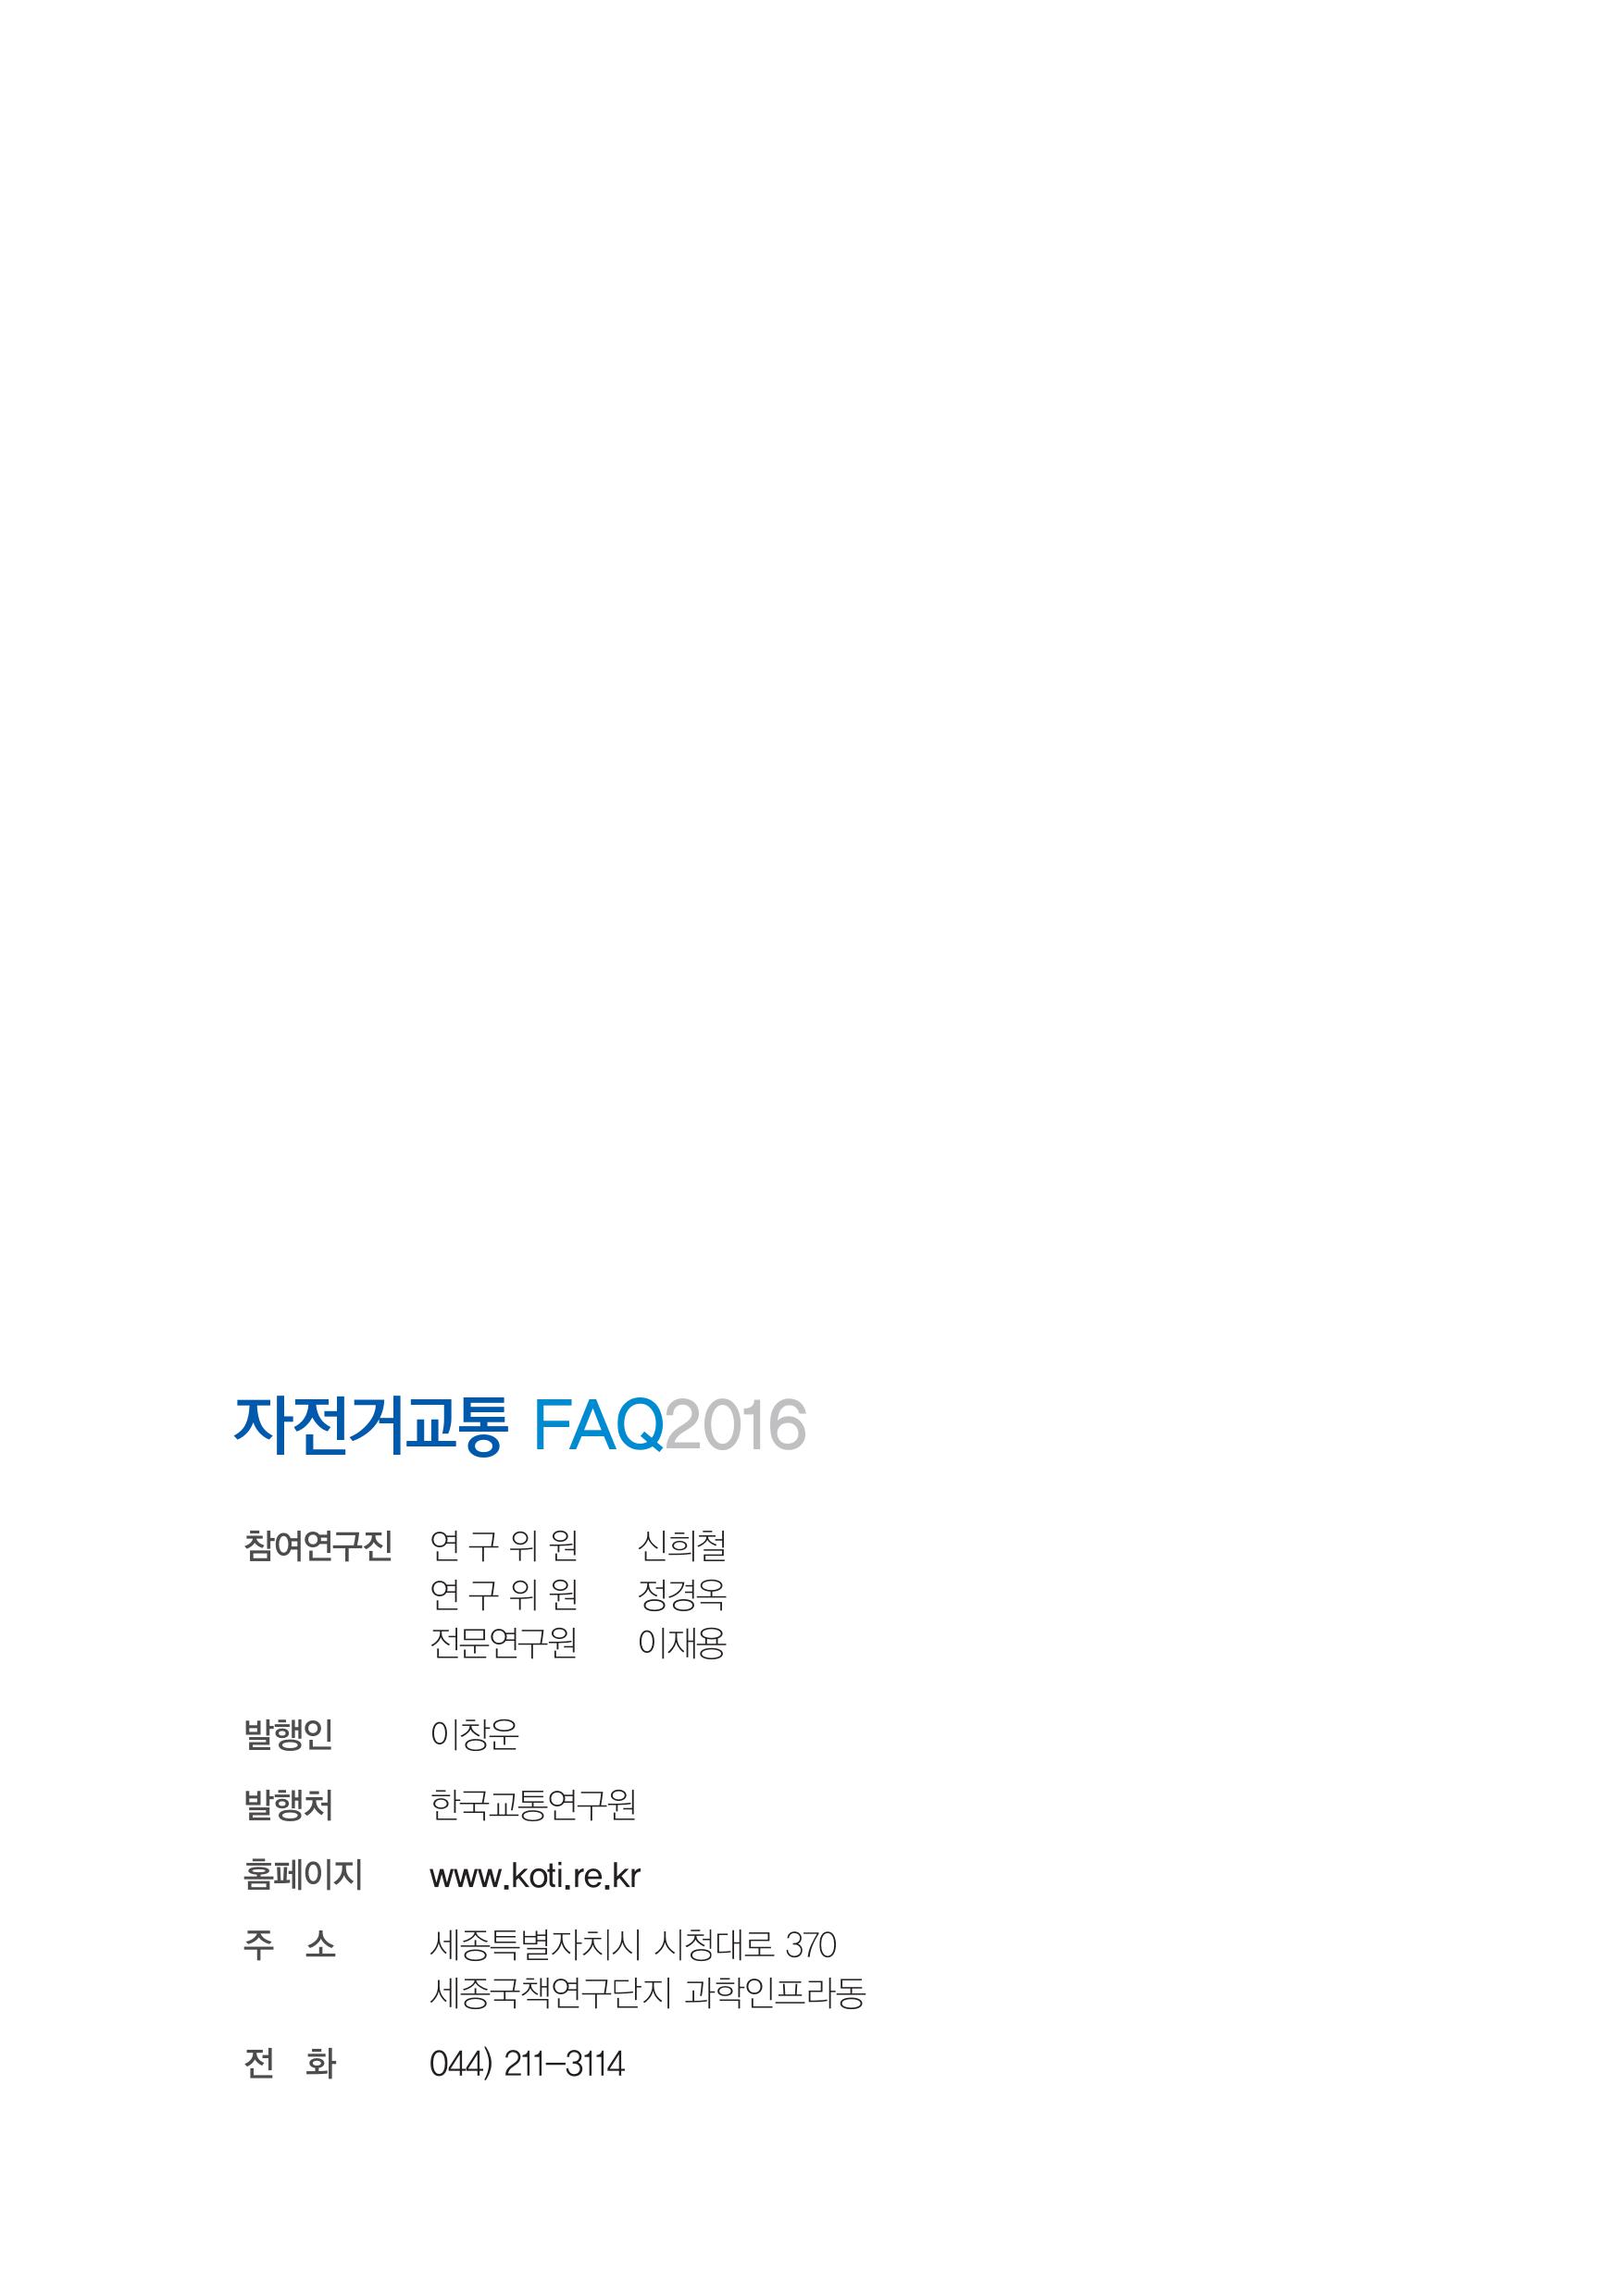 자전거교통 FAQ2016
참여연구진 연 구 위 원 신희철
연 구 위 원 정경옥
전문연구원 이재용
발행인 이창운
발행처 한국교통연구원
홈페이지 www.koti.re.kr
주 소 세종특별자치시 시청대로 370
세종국책연구단지 과학인프라동
전 화 044) 211-3114